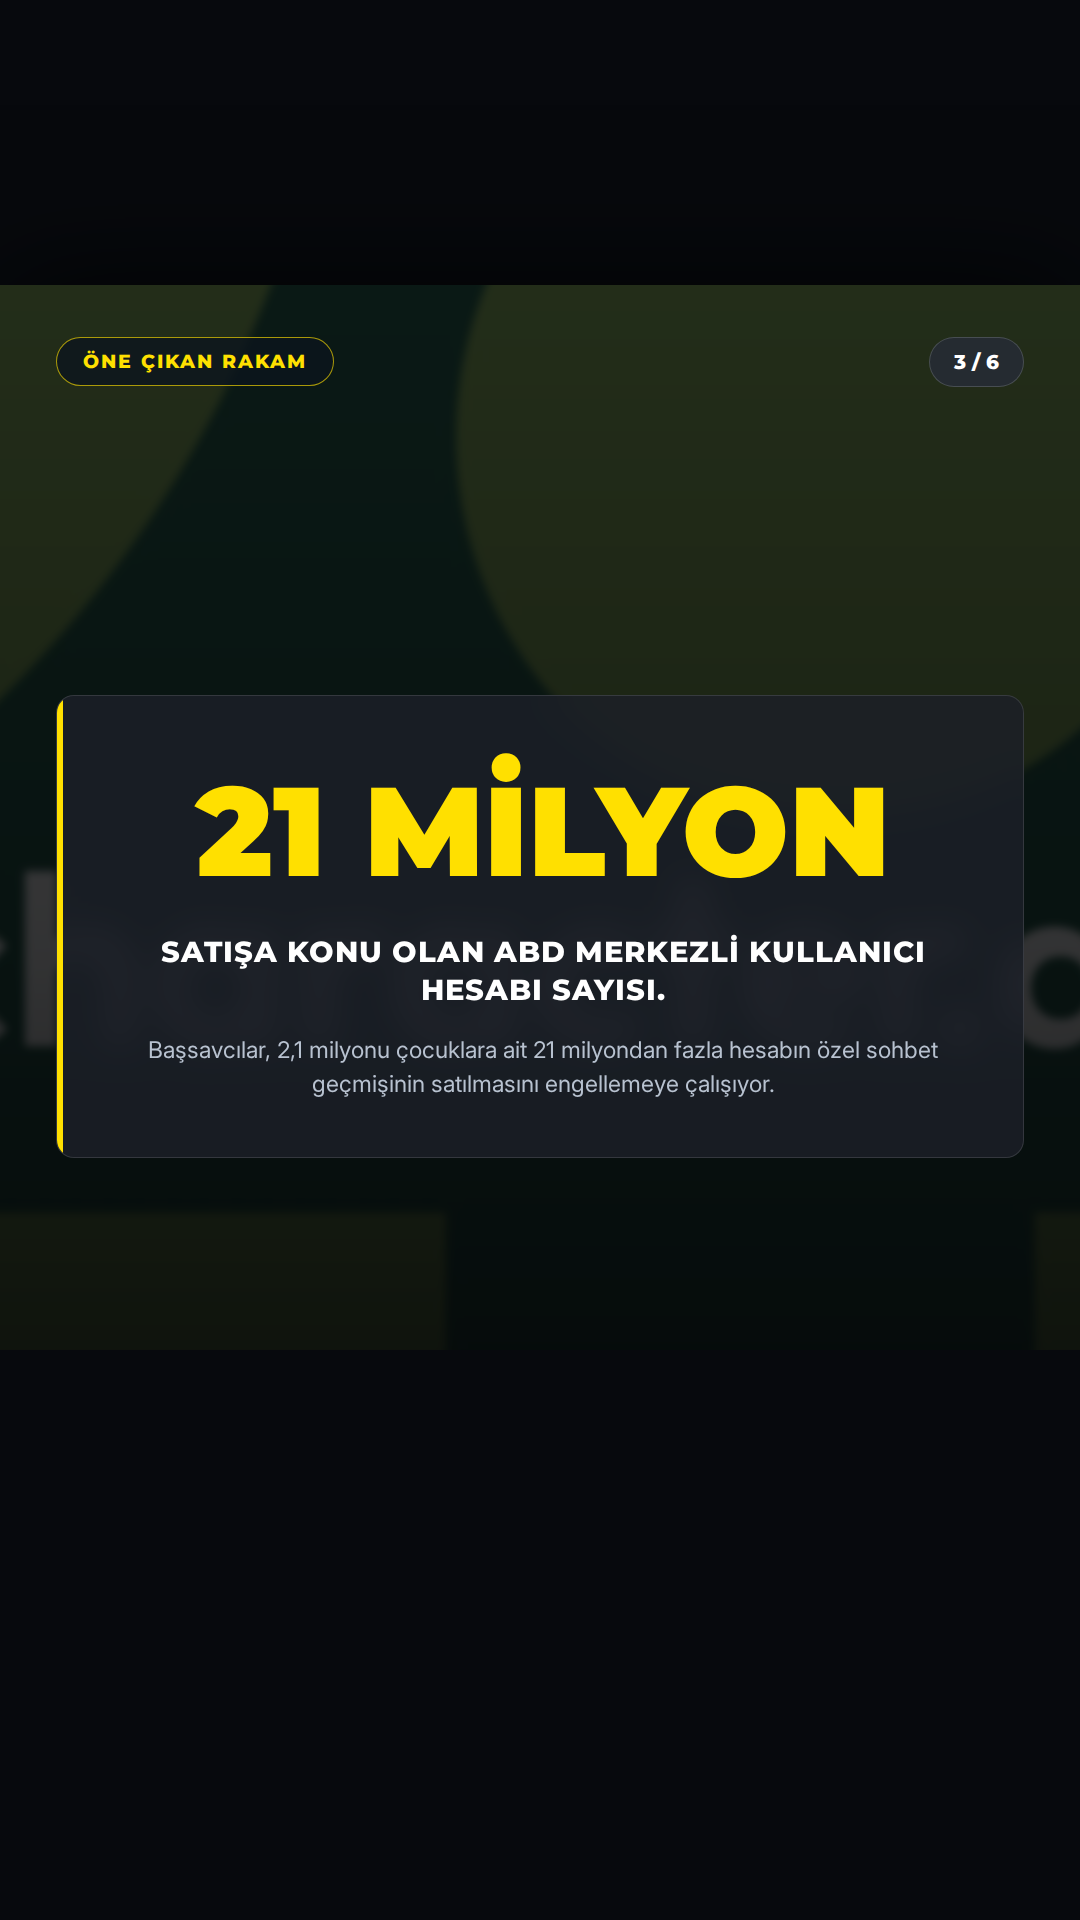 ÖNE ÇIKAN RAKAM
3 / 6
21 MİLYON
SATIŞA KONU OLAN ABD MERKEZLİ KULLANICI
HESABI SAYISI.
Başsavcılar, 2,1 milyonu çocuklara ait 21 milyondan fazla hesabın özel sohbet
geçmişinin satılmasını engellemeye çalışıyor.